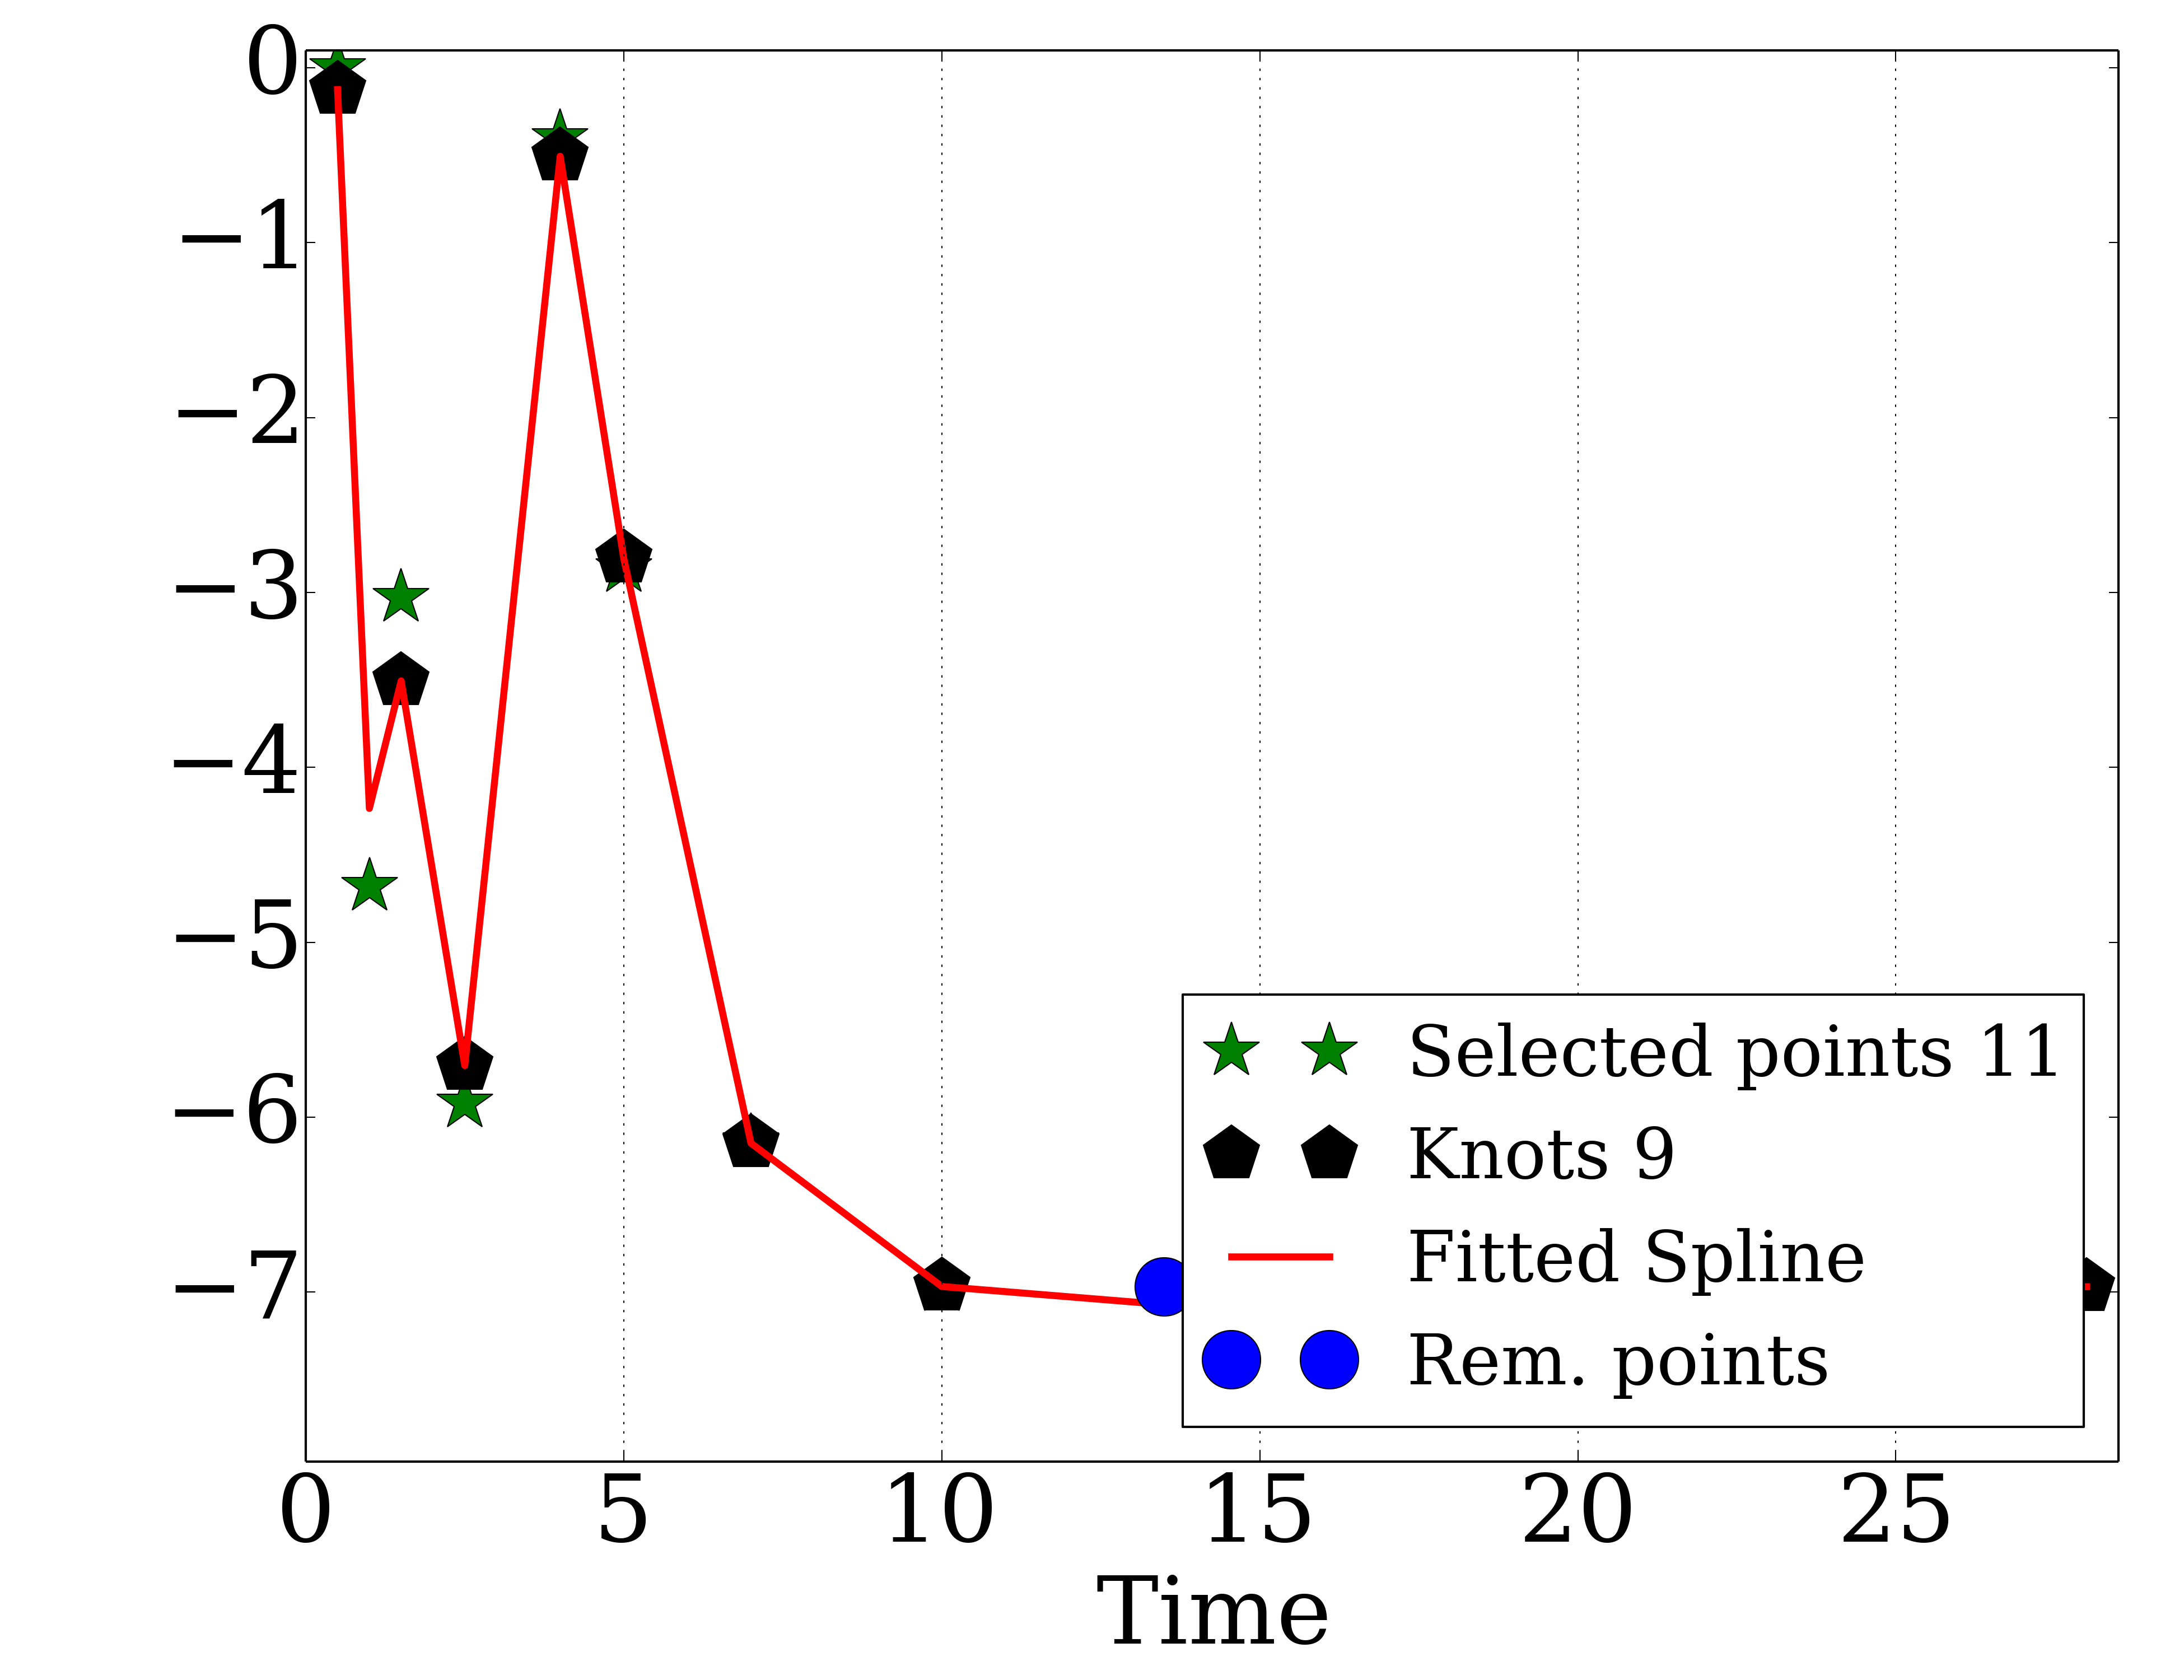 0
−1
−2
−3
−4
−5
−6
−7
Selected points 11
Knots 9
Fitted Spline
Rem. points
0 5 10 15 20 25
Time